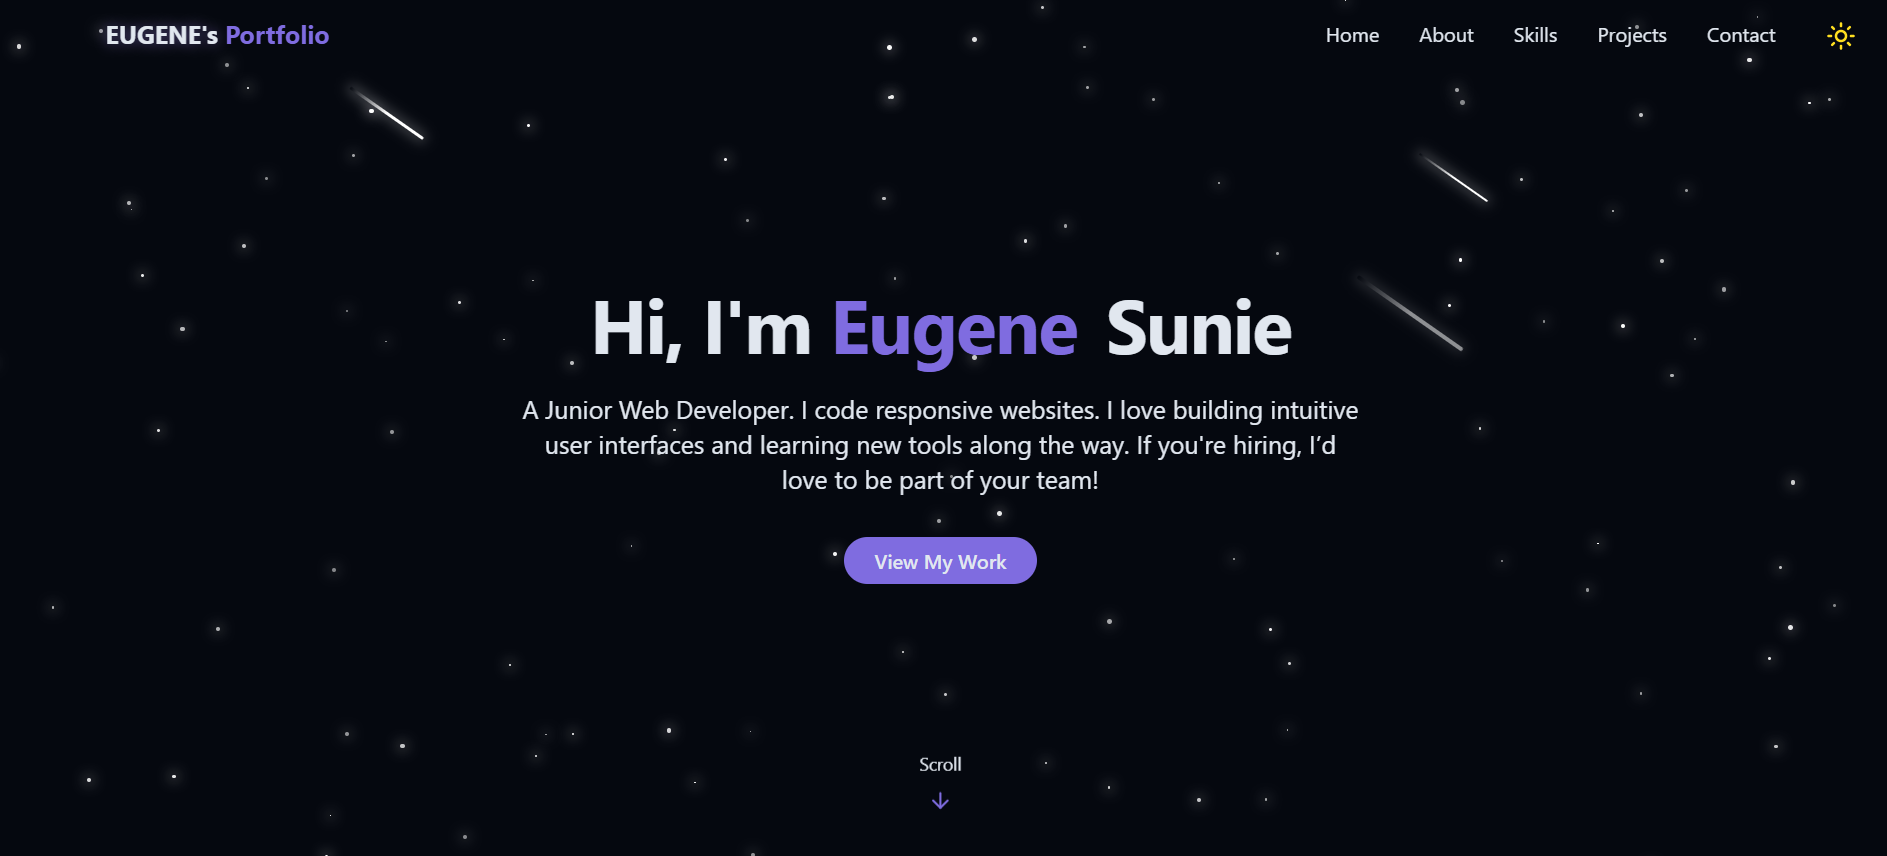 EUGENE's Portfolio
Home About Skills Projects Contact
Hi, I'm Eugene Sunie
A Junior Web Developer. I code responsive websites. I love building intuitive
user interfaces and learning new tools along the way. If you're hiring, I’d
love to be part of your team!
View My Work
Scroll